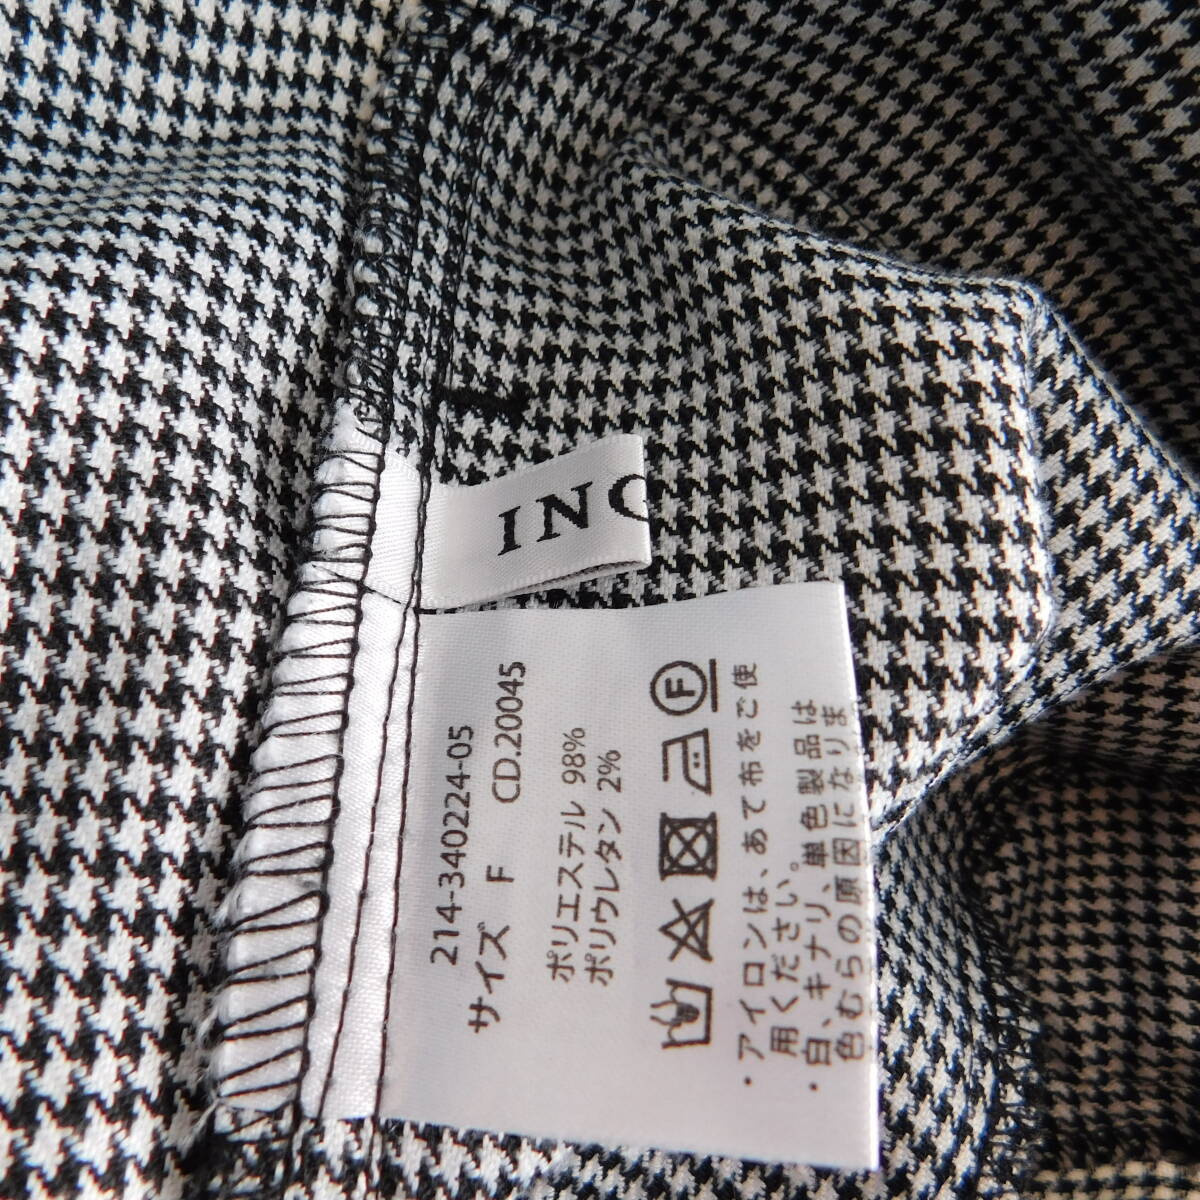 INC
214-340224-05
サイズ F CD.20045
ポリエステル 98%
ポリウレタン 2%
F
・アイロンは、あて布をご使
用ください。
・白、キナリ、単色製品は
色むらの原因になりま